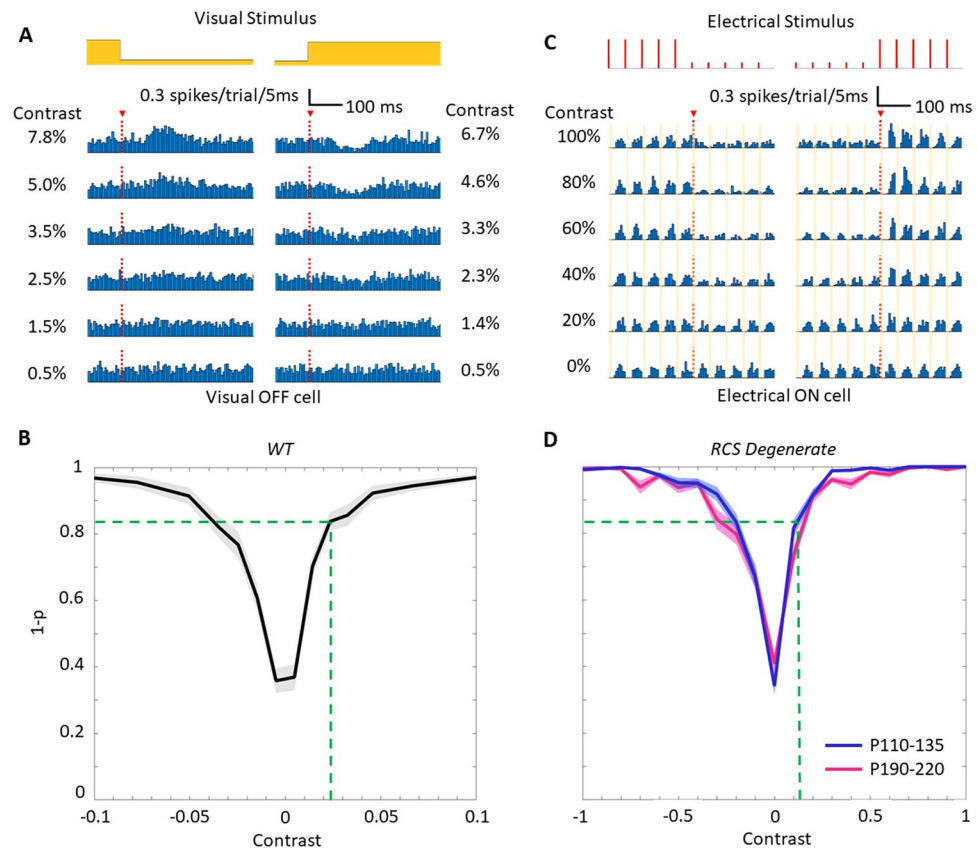 A
Visual Stimulus
0.3 spikes/trial/5ms
100 ms
Contrast
Contrast
7.8%
6.7%
5.0%
4.6%
3.5%
3.3%
2.5%
2.3%
1.5%
1.4%
0.5%
0.5%
Visual OFF cell
C
Electrical Stimulus
0.3 spikes/trial/5ms
100 ms
Contrast
100%
80%
60%
40%
20%
0%
Electrical ON cell
B
WT
1
0.8
0.6
0.4
0.2
0
1-p
-0.1
-0.05
0
0.05
0.1
Contrast
D
RCS Degenerate
P110-135
P190-220
-1
-0.5
0
0.5
1
Contrast